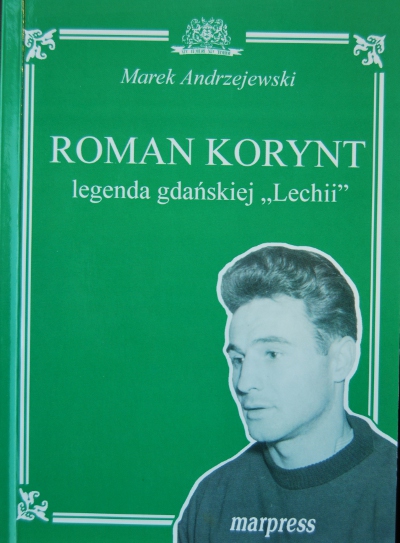 Marek Andrzejewski
ROMAN KORYNT
legenda gdańskiej „Lechii”
marpress